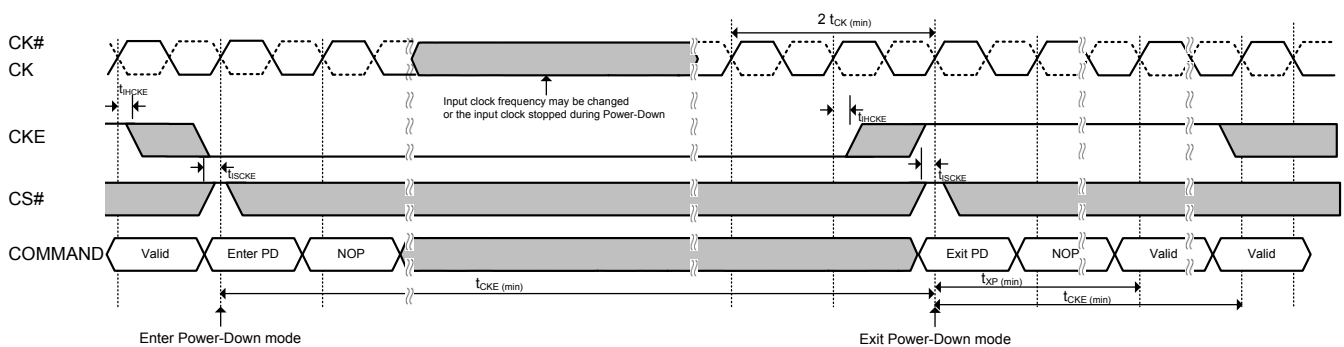 2 tCK (min)
CK#
CK
tIHCKE
Input clock frequency may be changed
or the input clock stopped during Power-Down
tIHCKE
CKE
tISCKE
tISCKE
CS#
COMMAND Valid Enter PD NOP Exit PD NOP Valid Valid
tCKE (min)
tXP (min)
tCKE (min)
Enter Power-Down mode
Exit Power-Down mode